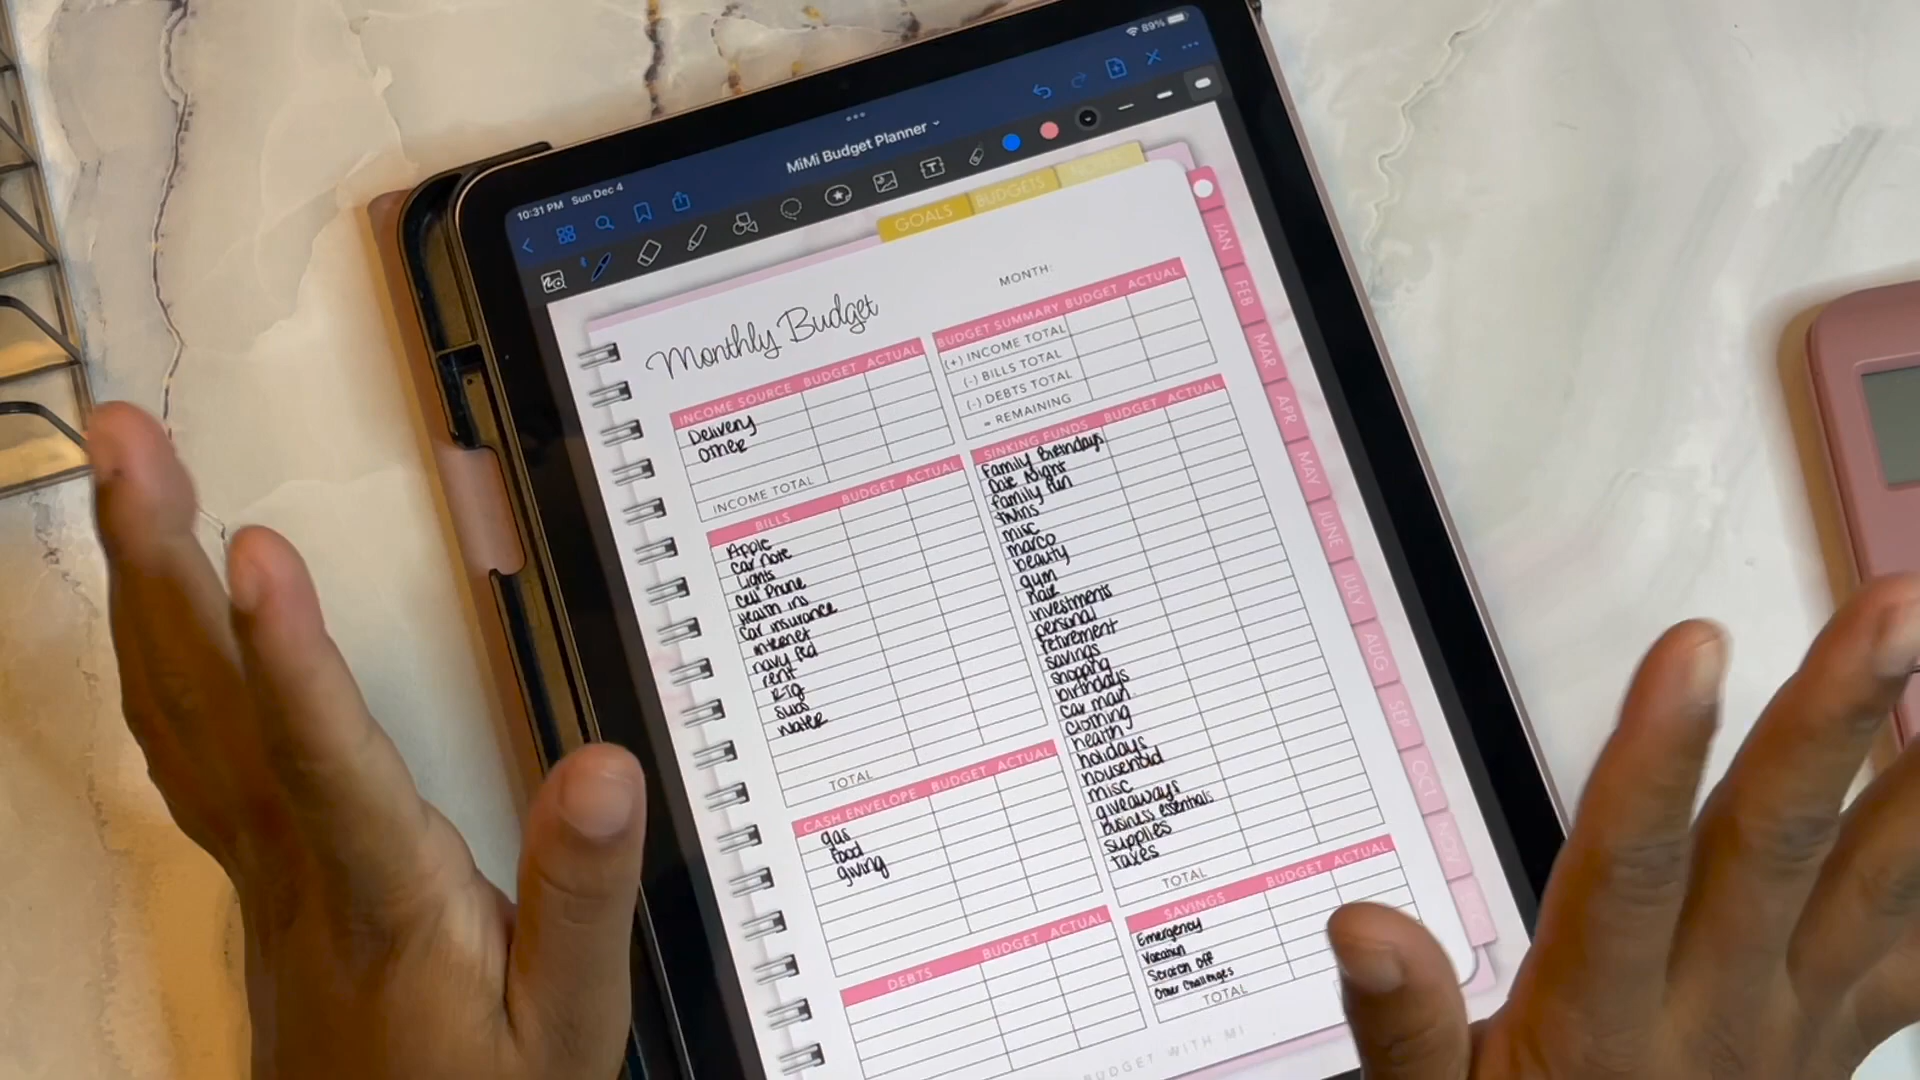 10:31 PM Sun Dec 4
89%
MiMi Budget Planner
GOALS
BUDGETS
NOTES
Monthly Budget
MONTH:
INCOME SOURCE BUDGET ACTUAL
Delivery
Other
INCOME TOTAL
BUDGET SUMMARY BUDGET ACTUAL
(+) INCOME TOTAL
(-) BILLS TOTAL
(-) DEBTS TOTAL
= REMAINING
BILLS BUDGET ACTUAL
Apple
car note
Lights
cell Phone
Health ins
Car insurance
internet
navy fed
rent
subs
water
TOTAL
SINKING FUNDS BUDGET ACTUAL
Family Birthdays
Date Night
Family fun
twins
misc
marco
beauty
gym
hair
investments
personal
retirement
savings
shopping
birthdays
car main.
clothing
health
holidays
household
misc
giveaways
Business essentials
supplies
taxes
TOTAL
CASH ENVELOPE BUDGET ACTUAL
gas
food
giving
DEBTS BUDGET ACTUAL
SAVINGS BUDGET ACTUAL
Emergency
Vacation
Scratch Off
Other Challenges
TOTAL
BUDGET WITH MI
JAN
FEB
MAR
APR
MAY
JUNE
JULY
AUG
SEP
OCT
NOV